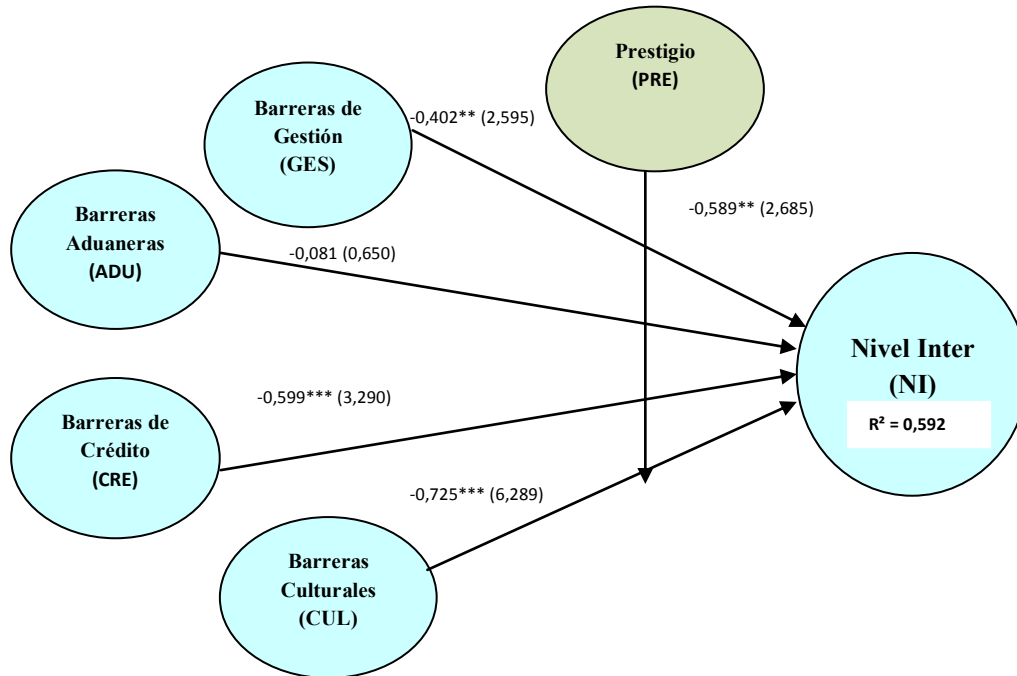 Prestigio
(PRE)
Barreras de
Gestión
(GES)
-0,402** (2,595)
-0,589** (2,685)
Barreras
Aduaneras
(ADU)
-0,081 (0,650)
Nivel Inter
(NI)
R² = 0,592
-0,599*** (3,290)
Barreras de
Crédito
(CRE)
-0,725*** (6,289)
Barreras
Culturales
(CUL)